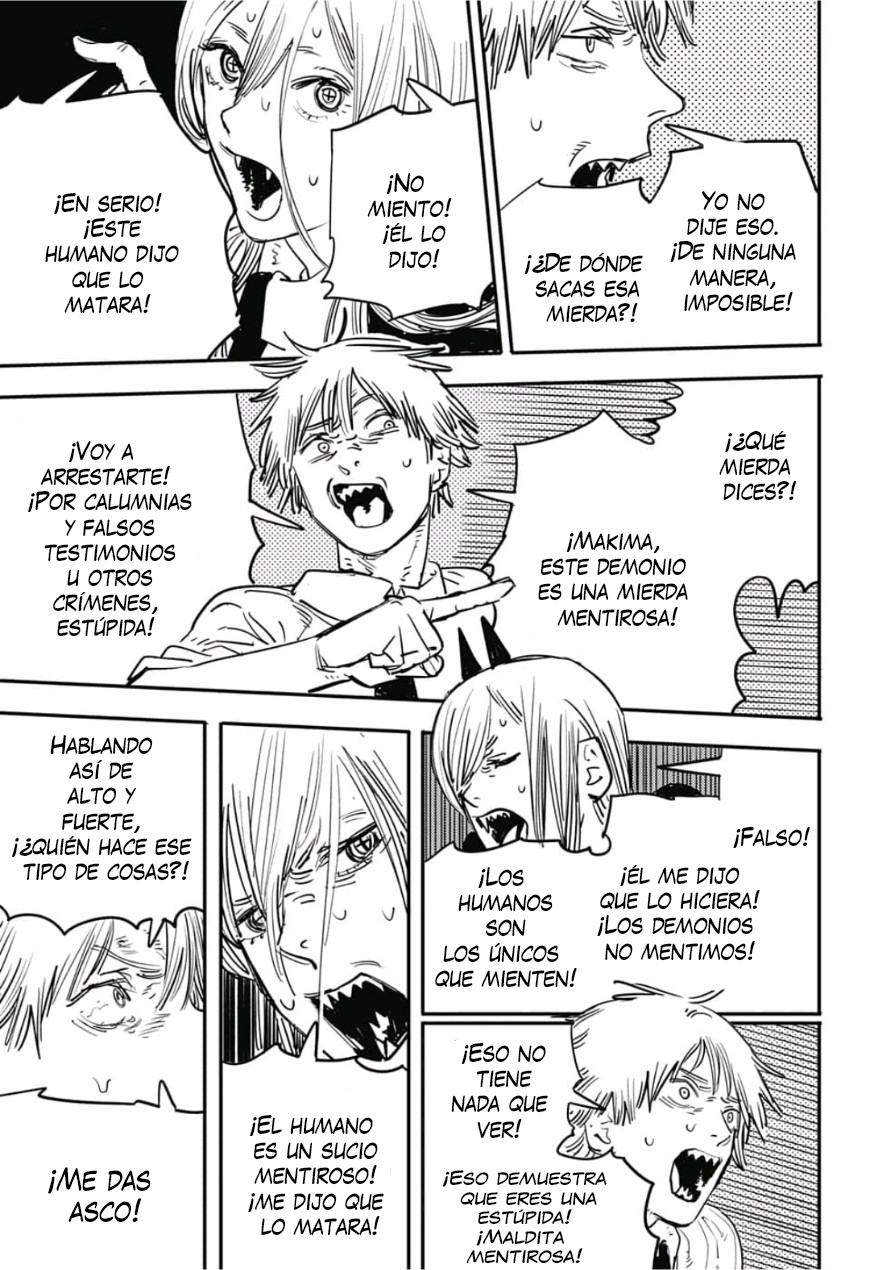 YO NO
DIJE ESO.
¡DE NINGUNA
MANERA,
IMPOSIBLE!
¡¿DE DÓNDE
SACAS ESA
MIERDA?!
¡NO
MIENTO!
¡ÉL LO
DIJO!
¡EN SERIO!
¡ESTE
HUMANO DIJO
QUE LO
MATARA!
¡¿QUÉ
MIERDA
DICES?!
¡MAKIMA,
ESTE DEMONIO
ES UNA MIERDA
MENTIROSA!
¡VOY A
ARRESTARTE!
¡POR CALUMNIAS
Y FALSOS
TESTIMONIOS
U OTROS
CRÍMENES,
ESTÚPIDA!
¡FALSO!
¡ÉL ME DIJO
QUE LO HICIERA!
¡LOS DEMONIOS
NO MENTIMOS!
¡LOS
HUMANOS
SON
LOS ÚNICOS
QUE MIENTEN!
¡ESO NO
TIENE
NADA QUE
VER!
¡ESO DEMUESTRA
QUE ERES UNA
ESTÚPIDA!
¡MALDITA
MENTIROSA!
¡EL HUMANO
ES UN SUCIO
MENTIROSO!
¡ME DIJO QUE
LO MATARA!
HABLANDO
ASÍ DE
ALTO Y
FUERTE,
¡¿QUIÉN HACE ESE
TIPO DE COSAS?!
¡ME DAS
ASCO!